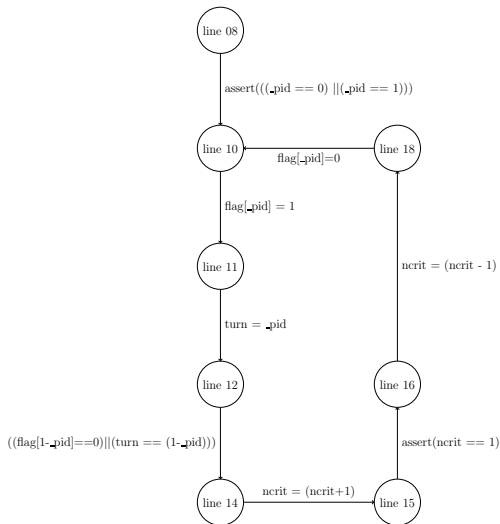 line 08
assert(((_pid == 0) ||(_pid == 1)))
line 10
flag[_pid]=0
line 18
flag[_pid] = 1
line 11
ncrit = (ncrit - 1)
turn = _pid
line 12
line 16
((flag[1-_pid]==0)||(turn == (1-_pid)))
assert(ncrit == 1)
line 14
ncrit = (ncrit+1)
line 15